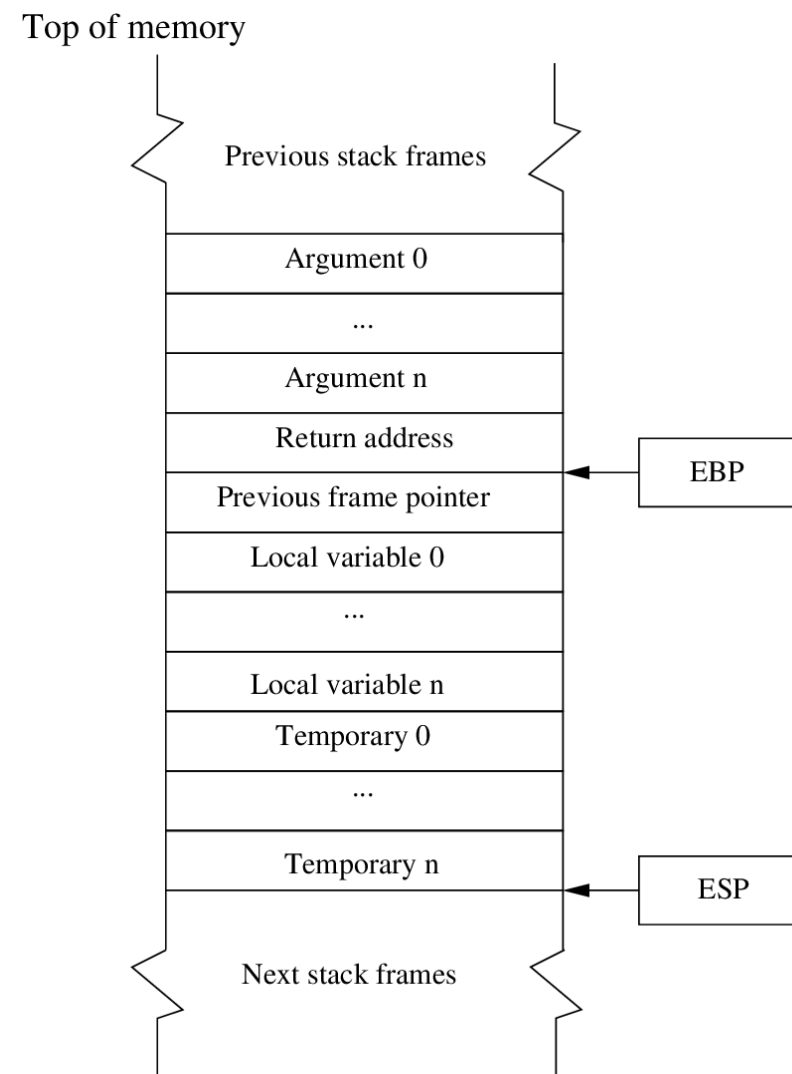 Top of memory
Previous stack frames
Argument 0
...
Argument n
Return address
EBP
Previous frame pointer
Local variable 0
...
Local variable n
Temporary 0
...
Temporary n
ESP
Next stack frames